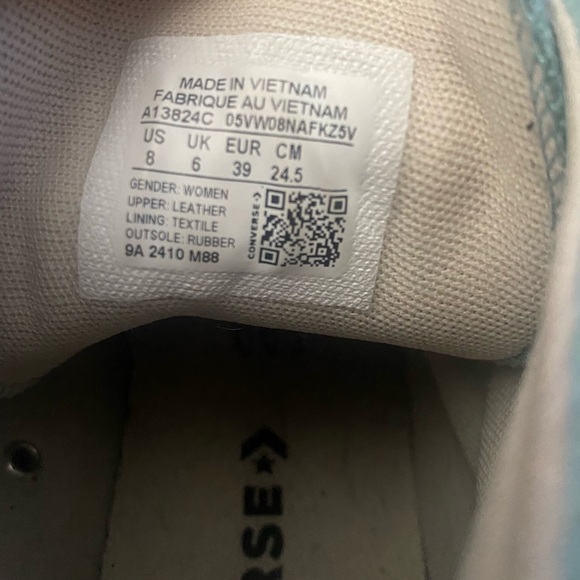 MADE IN VIETNAM
FABRIQUE AU VIETNAM
A13824C 05VW08NAFKZ5V
US UK EUR CM
8 6 39 24.5
GENDER: WOMEN
UPPER: LEATHER
LINING: TEXTILE
OUTSOLE: RUBBER
9A 2410 M88
CONVERSE
RSE